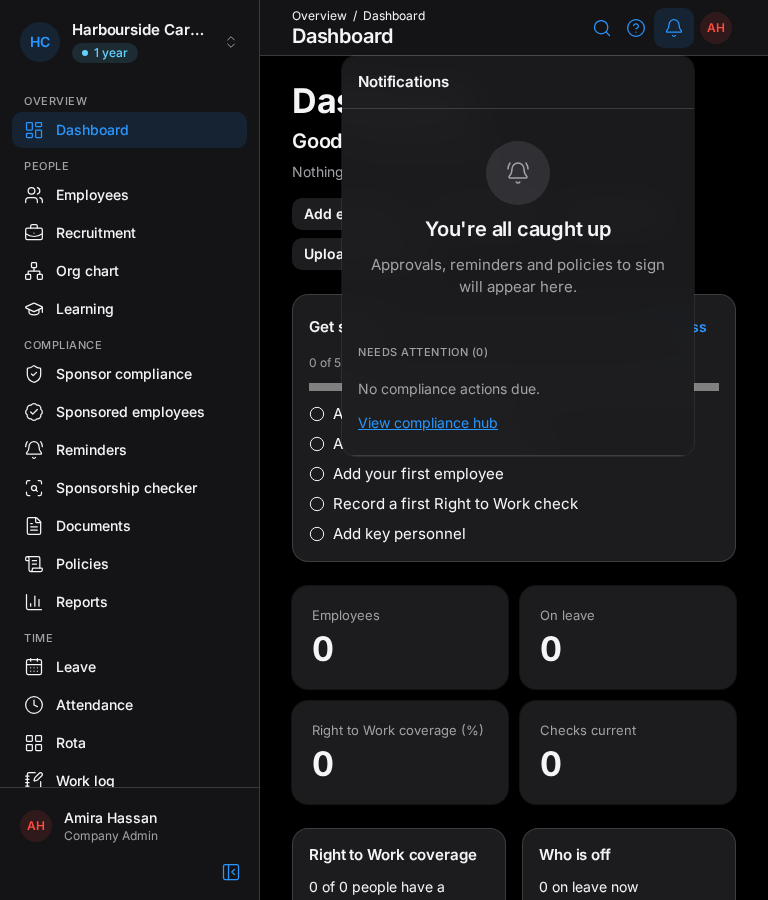 HC
Harbourside Car...
1 year
OVERVIEW
Dashboard
PEOPLE
Employees
Recruitment
Org chart
Learning
COMPLIANCE
Sponsor compliance
Sponsored employees
Reminders
Sponsorship checker
Documents
Policies
Reports
TIME
Leave
Attendance
Rota
Work log
AH
Amira Hassan
Company Admin
Overview / Dashboard
Dashboard
AH
Notifications
You're all caught up
Approvals, reminders and policies to sign
will appear here.
NEEDS ATTENTION (0)
No compliance actions due.
View compliance hub
Good
Nothing
Add
Get
0 of 5
Add your first employee
Record a first Right to Work check
Add key personnel
Employees
0
On leave
0
Right to Work coverage (%)
0
Checks current
0
Right to Work coverage
0 of 0 people have a
Who is off
0 on leave now